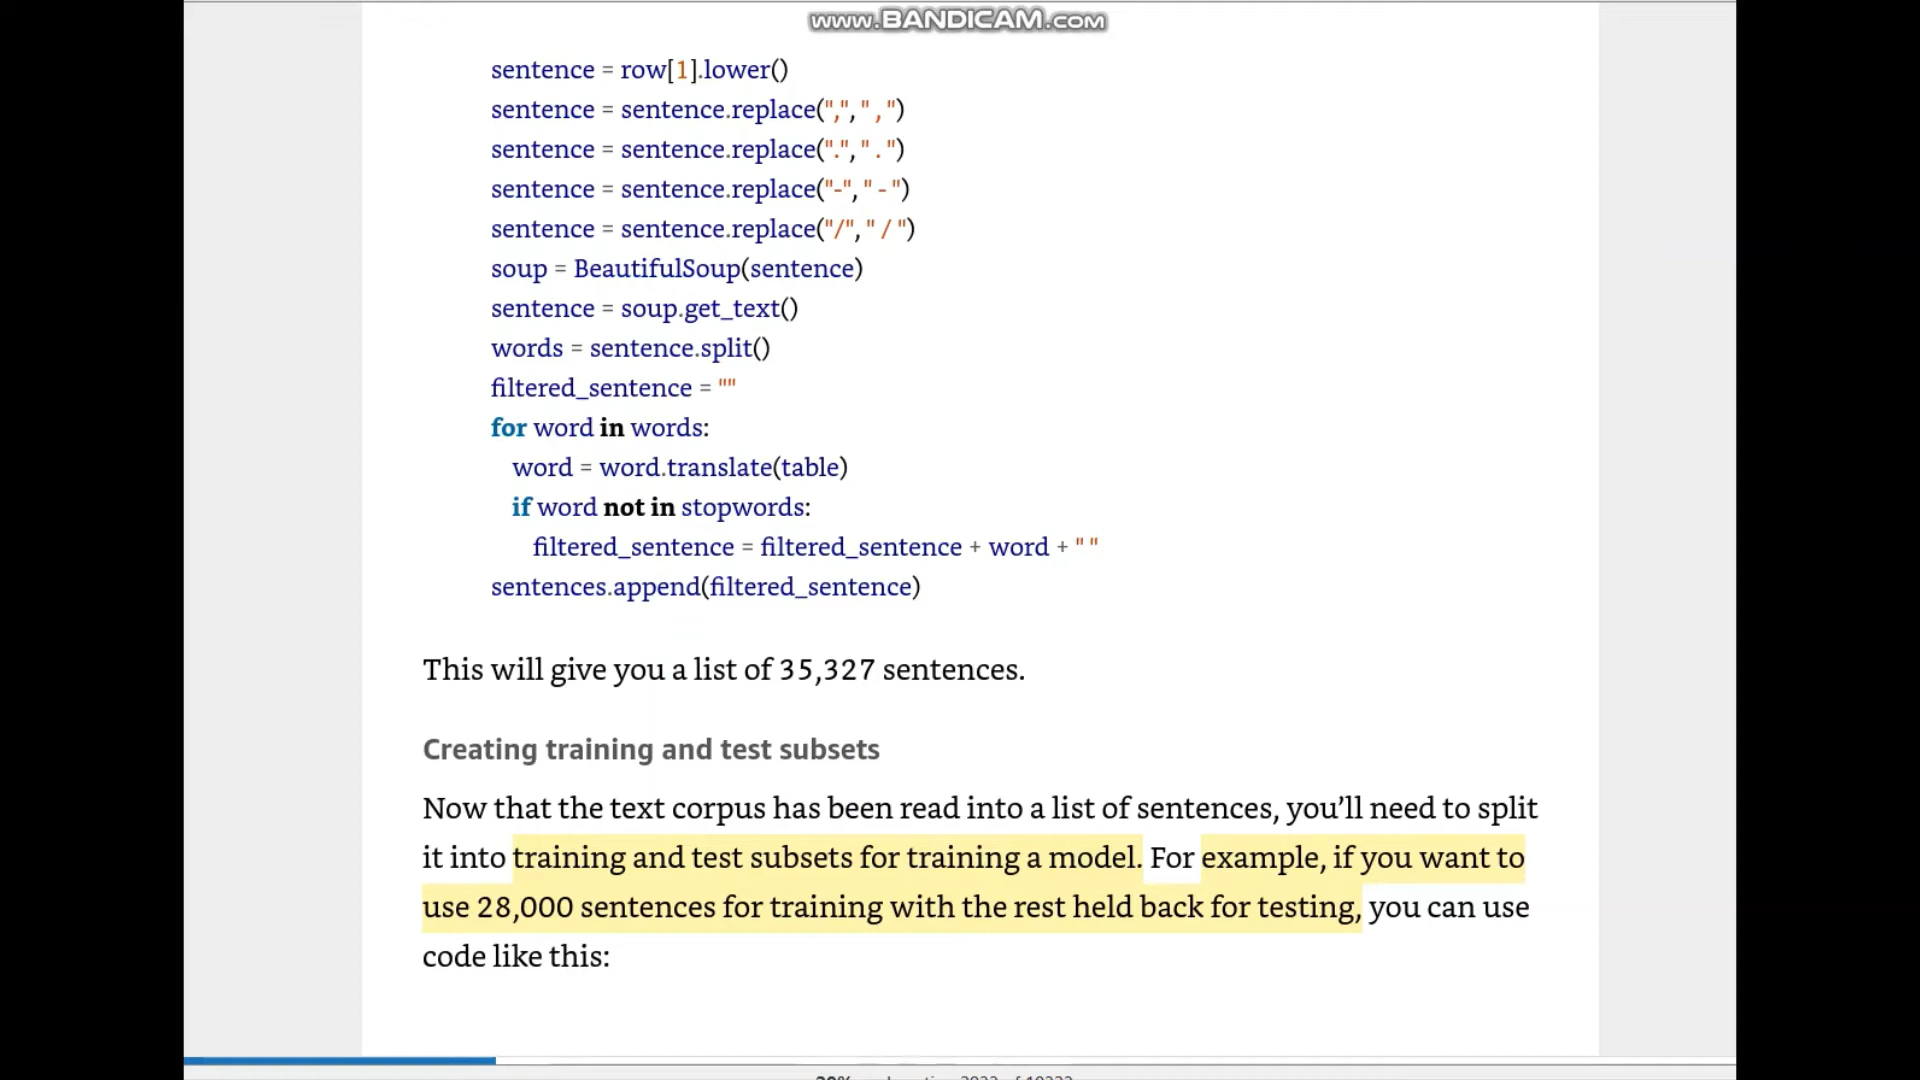 www.BANDICAM.com
sentence = row[1].lower()
sentence = sentence.replace(",", " , ")
sentence = sentence.replace(".", " . ")
sentence = sentence.replace("-", " - ")
sentence = sentence.replace("/", " / ")
soup = BeautifulSoup(sentence)
sentence = soup.get_text()
words = sentence.split()
filtered_sentence = ""
for word in words:
word = word.translate(table)
if word not in stopwords:
filtered_sentence = filtered_sentence + word + " "
sentences.append(filtered_sentence)
This will give you a list of 35,327 sentences.
Creating training and test subsets
Now that the text corpus has been read into a list of sentences, you’ll need to split
it into training and test subsets for training a model. For example, if you want to
use 28,000 sentences for training with the rest held back for testing, you can use
code like this: